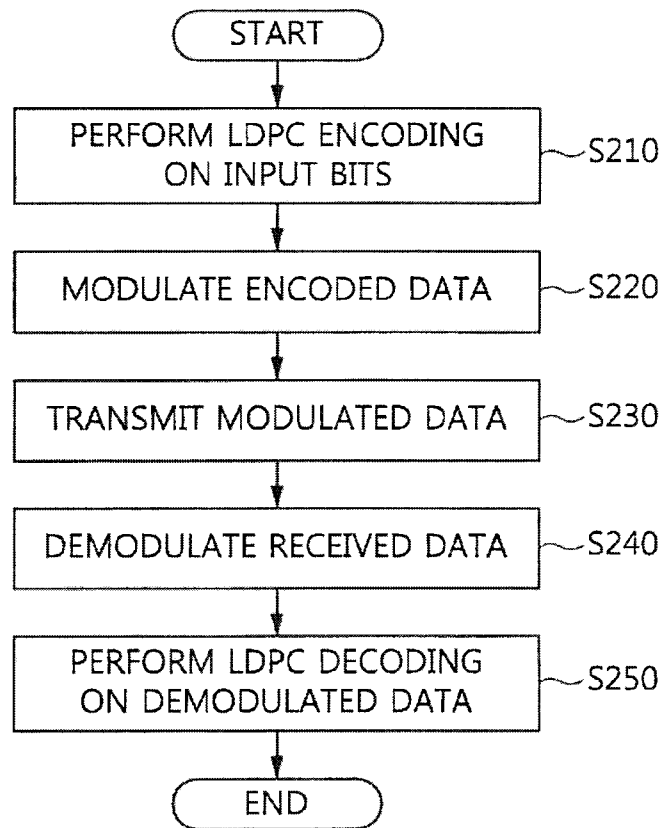 START
PERFORM LDPC ENCODING
ON INPUT BITS
S210
MODULATE ENCODED DATA
S220
TRANSMIT MODULATED DATA
S230
DEMODULATE RECEIVED DATA
S240
PERFORM LDPC DECODING
ON DEMODULATED DATA
S250
END